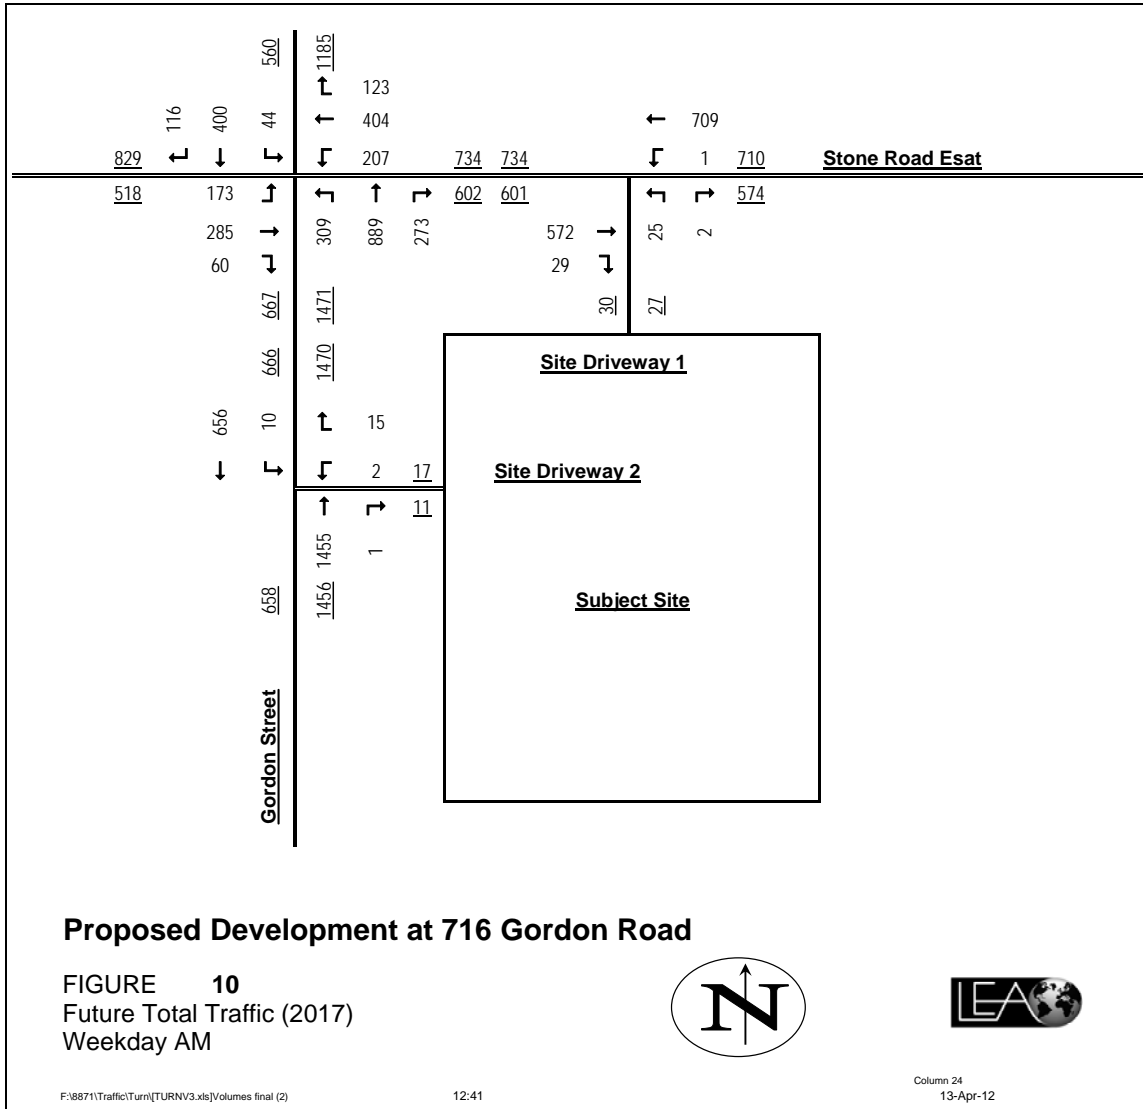 560 1185
123
116 400 44 404 709
829 207 734 734 1 710 Stone Road Esat
518 173 602 601 574
285 309 889 273 572 25 2
60 29
667 1471 30 27
666 1470 Site Driveway 1
656 10 15
2 17 Site Driveway 2
11
1455 1
658 1456 Subject Site
Gordon Street
Proposed Development at 716 Gordon Road
FIGURE 10
Future Total Traffic (2017)
Weekday AM
N
LEA
F:\8871\Traffic\Turn\[TURNV3.xls]Volumes final (2) 12:41
Column 24
13-Apr-12